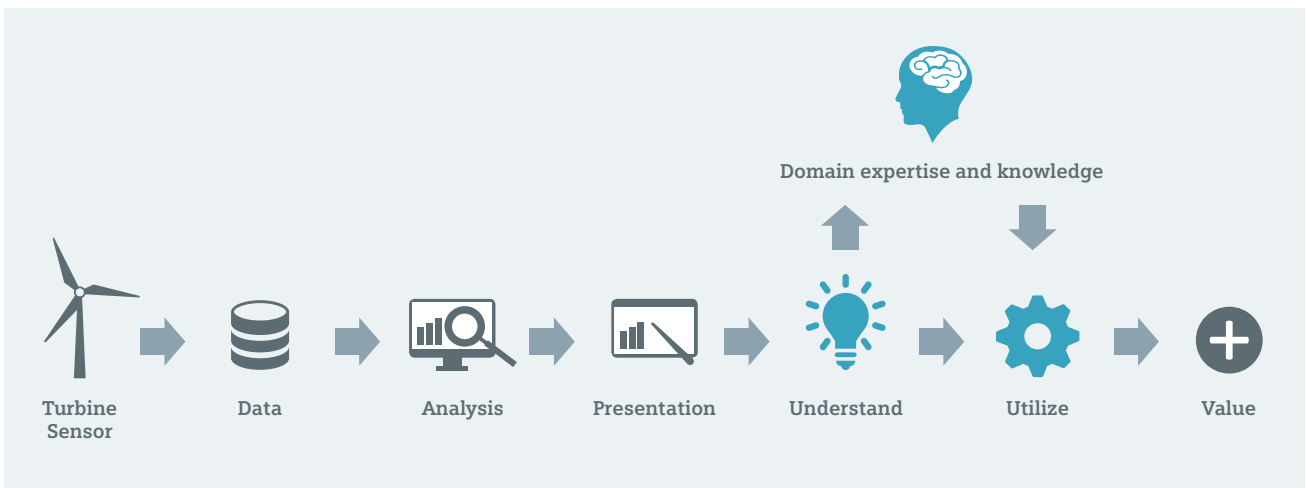 Domain expertise and knowledge
Turbine
Sensor
Data
Analysis
Presentation
Understand
Utilize
Value